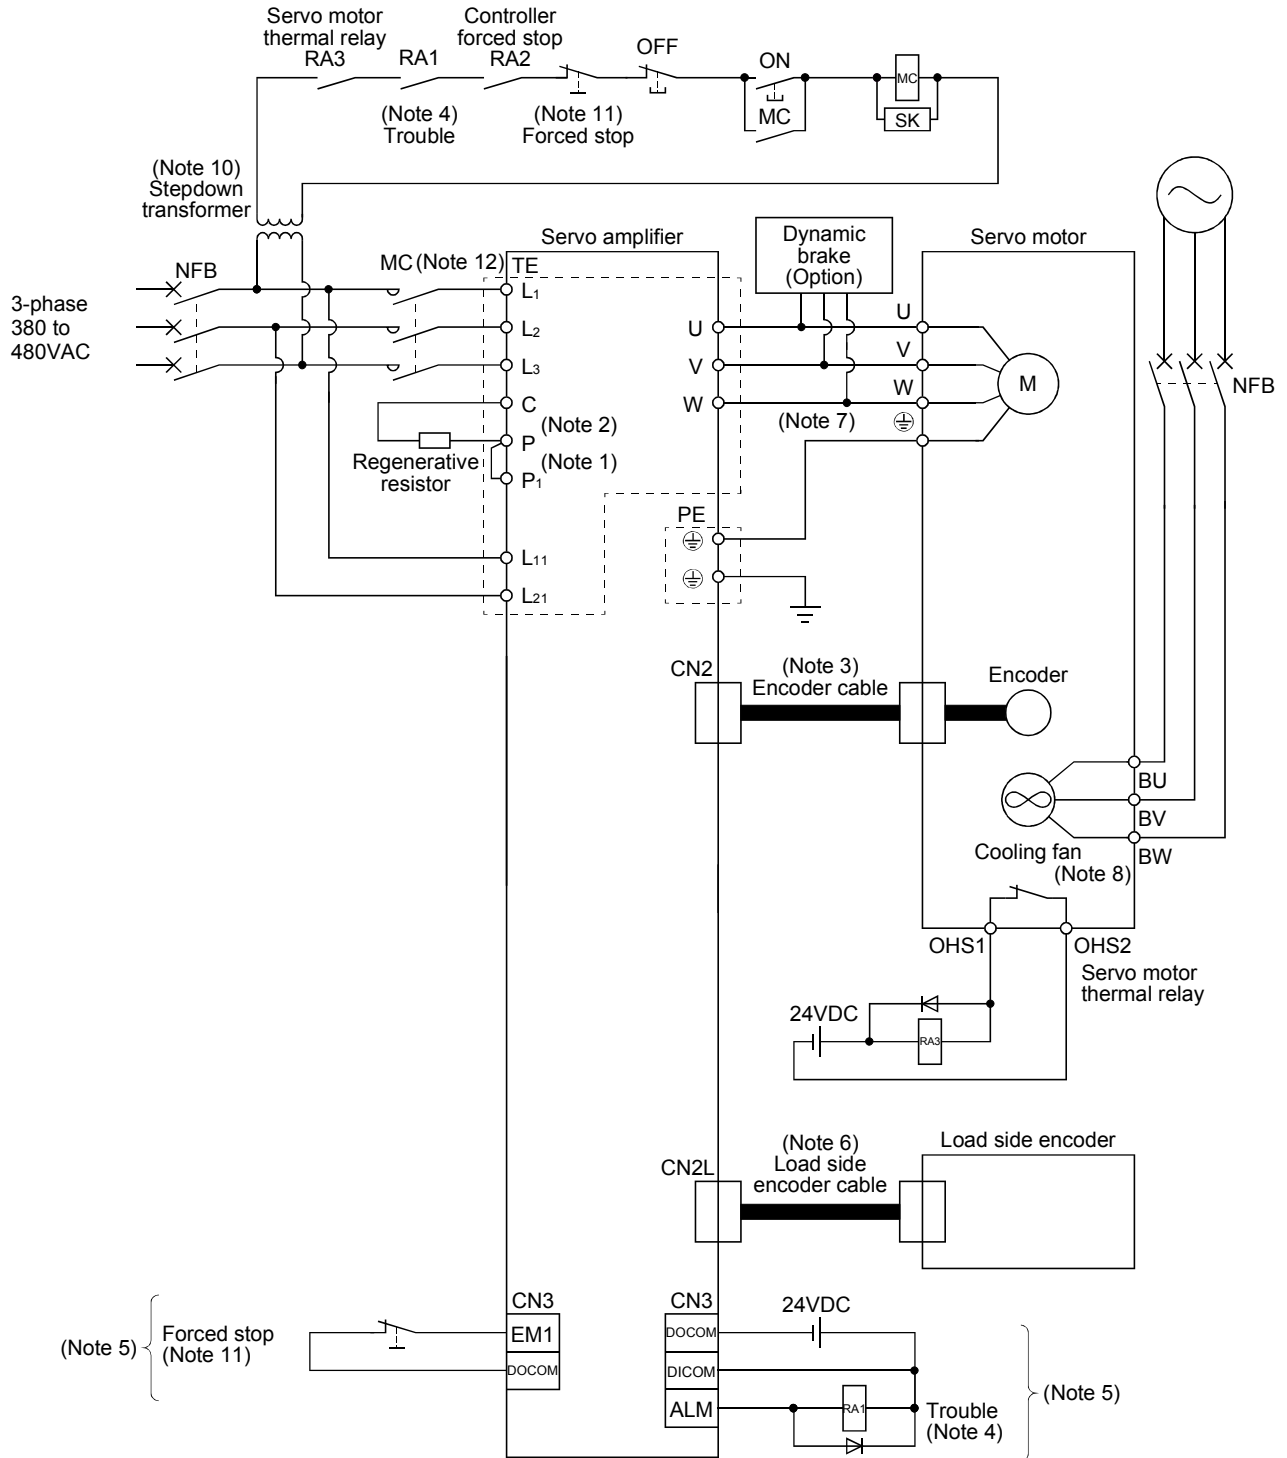 Servo motor
thermal relay
RA3
RA1
Controller
forced stop
RA2
OFF
ON
MC
MC
SK
(Note 4)
Trouble
(Note 11)
Forced stop
(Note 10)
Stepdown
transformer
NFB
3-phase
380 to
480VAC
MC (Note 12)
Servo amplifier
TE
L1
L2
L3
C
P
P1
(Note 2)
(Note 1)
Regenerative
resistor
L11
L21
U
V
W
PE
Dynamic
brake
(Option)
Servo motor
U
V
W
(Note 7)
M
NFB
CN2
(Note 3)
Encoder cable
Encoder
BU
BV
BW
Cooling fan
(Note 8)
OHS1
OHS2
Servo motor
thermal relay
24VDC
RA3
CN2L
(Note 6)
Load side
encoder cable
Load side encoder
(Note 5)
Forced stop
(Note 11)
CN3
EM1
DOCOM
CN3
DOCOM
DICOM
ALM
24VDC
RA1
Trouble
(Note 4)
(Note 5)